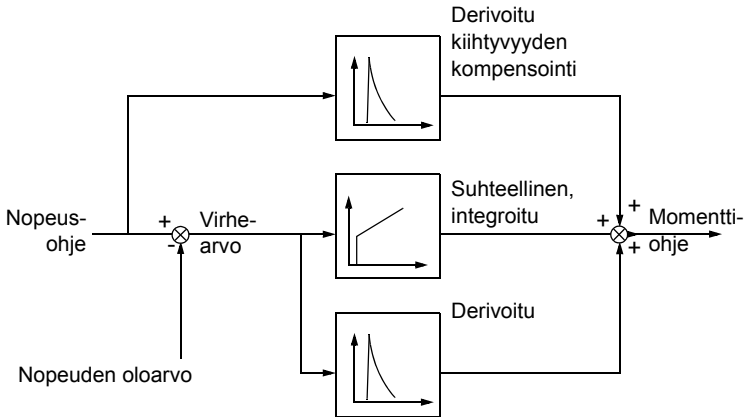 Derivoitu
kiihtyvyyden
kompensointi
Nopeus-
ohje
+
-
Virhe-
arvo
Suhteellinen,
integroitu
+
+
+
Momentti-
ohje
Derivoitu
Nopeuden oloarvo